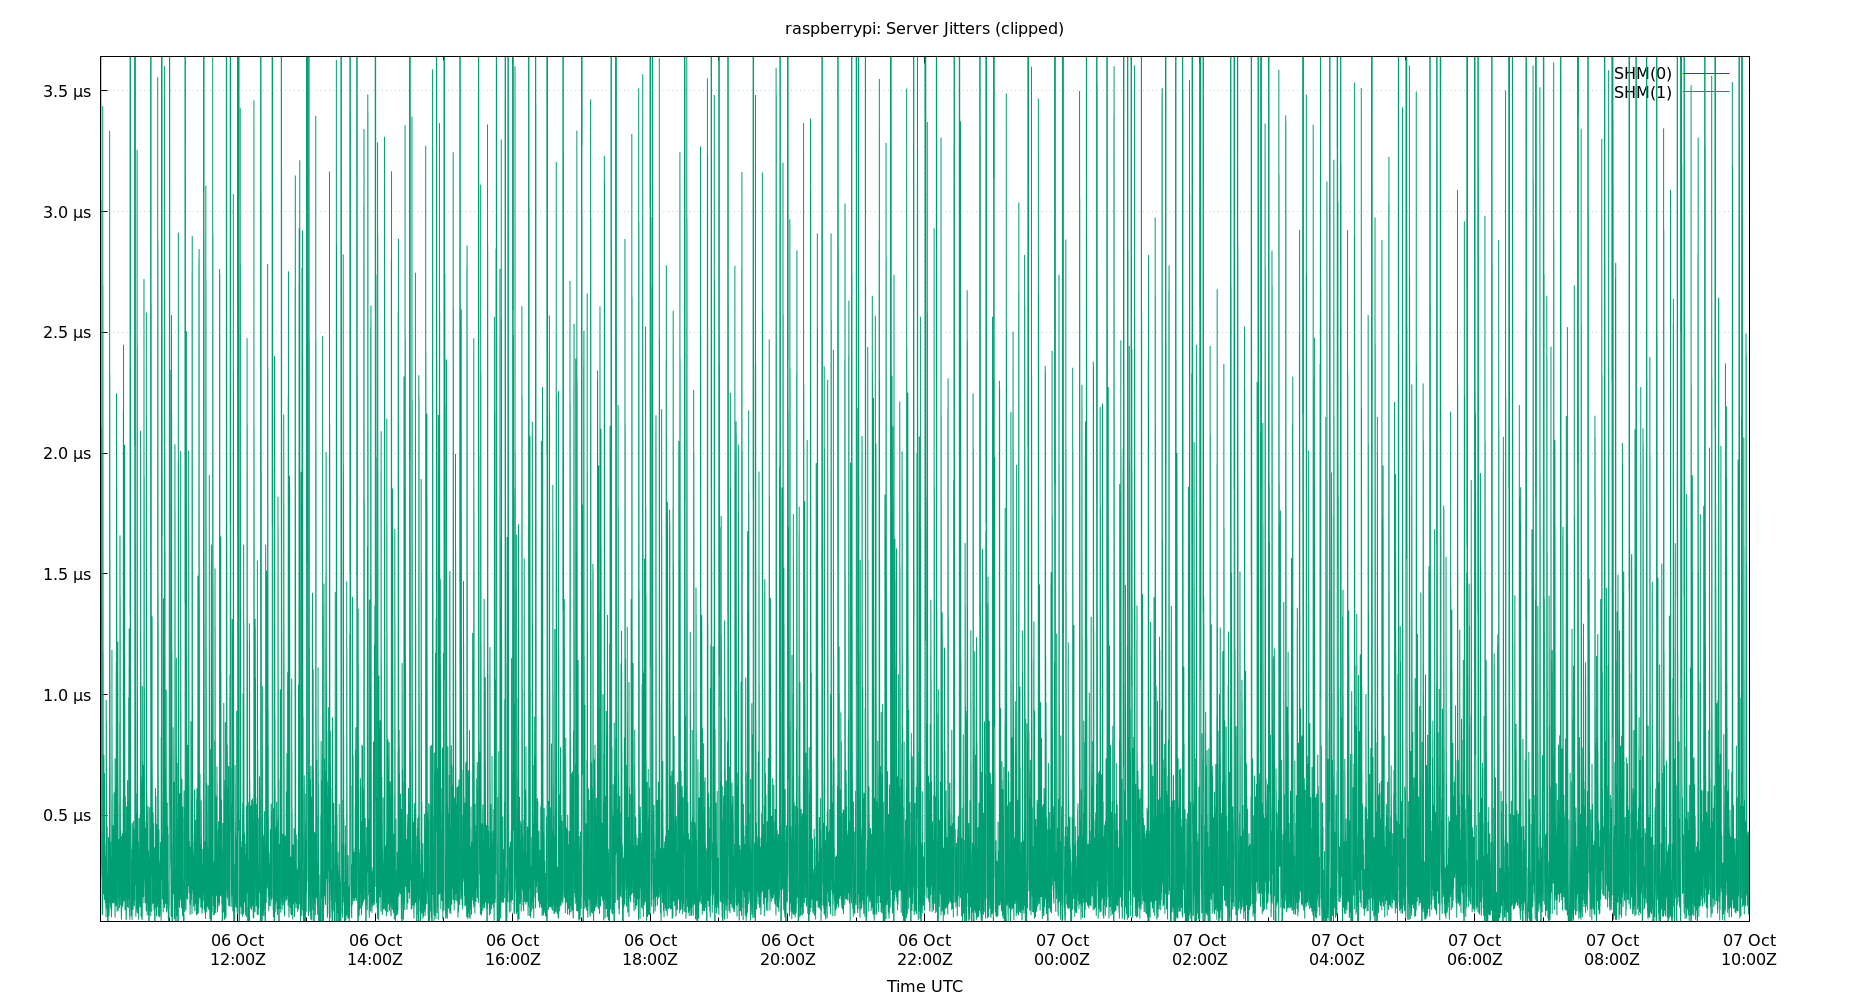 raspberrypi: Server Jitters (clipped)
SHM(0)
SHM(1)
3.5 µs
3.0 µs
2.5 µs
2.0 µs
1.5 µs
1.0 µs
0.5 µs
06 Oct 06 Oct 06 Oct 06 Oct 06 Oct 06 Oct 07 Oct 07 Oct 07 Oct 07 Oct 07 Oct 07 Oct
12:00Z 14:00Z 16:00Z 18:00Z 20:00Z 22:00Z 00:00Z 02:00Z 04:00Z 06:00Z 08:00Z 10:00Z
Time UTC